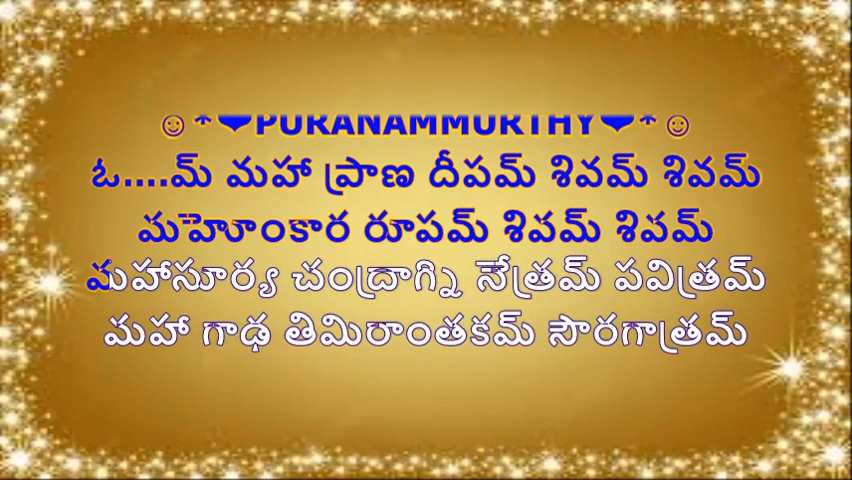 ☺*❤PURANAMMURTHY❤*☺
ఓ....మ్ మహా ప్రాణ దీపమ్ శివమ్ శివమ్
మహోంకార రూపమ్ శివమ్ శివమ్
మహాసూర్య చంద్రాగ్ని నేత్రమ్ పవిత్రమ్
మహా గాఢ తిమిరాంతకమ్ సౌరగాత్రమ్